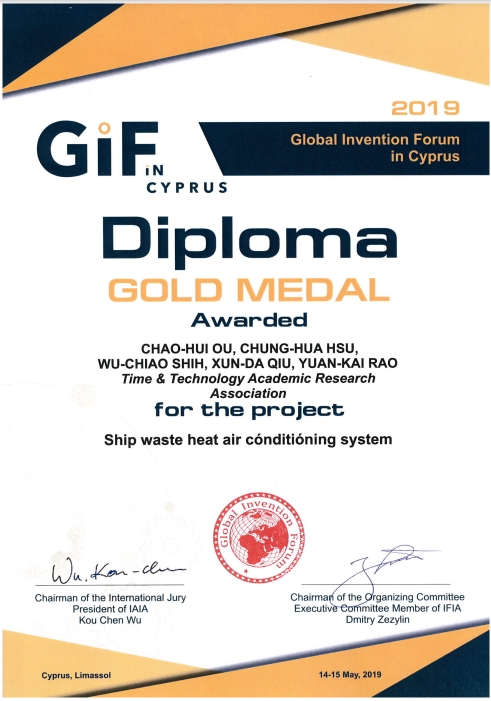 2019
Global Invention Forum
in Cyprus
GiF
iN
CYPRUS
Diploma
GOLD MEDAL
Awarded
CHAO-HUI OU, CHUNG-HUA HSU,
WU-CHIAO SHIH, XUN-DA QIU, YUAN-KAI RAO
Time & Technology Academic Research
Association
for the project
Ship waste heat air cónditióning system
Global Invention Forum
Wu. Kou-chen
Chairman of the International Jury
President of IAIA
Kou Chen Wu
Chairman of the Organizing Committee
Executive Committee Member of IFIA
Dmitry Zezylin
Cyprus, Limassol
14-15 May, 2019